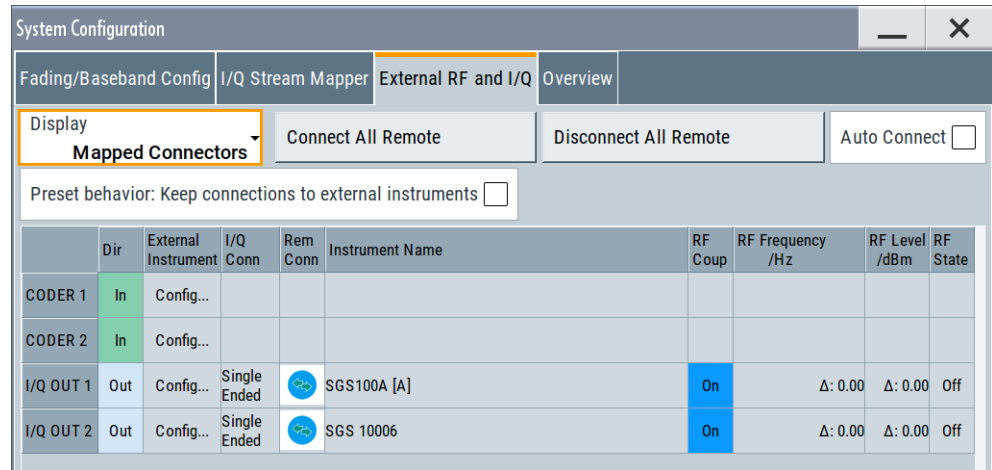 System Configuration
Fading/Baseband Config I/Q Stream Mapper External RF and I/Q Overview
Display
Mapped Connectors
Connect All Remote Disconnect All Remote Auto Connect
Preset behavior: Keep connections to external instruments
Dir External Instrument I/Q Conn Rem Conn Instrument Name RF Coup RF Frequency /Hz RF Level /dBm RF State
CODER 1 In Config...
CODER 2 In Config...
I/Q OUT 1 Out Config... Single Ended SGS100A [A] On Δ: 0.00 Δ: 0.00 Off
I/Q OUT 2 Out Config... Single Ended SGS 10006 On Δ: 0.00 Δ: 0.00 Off